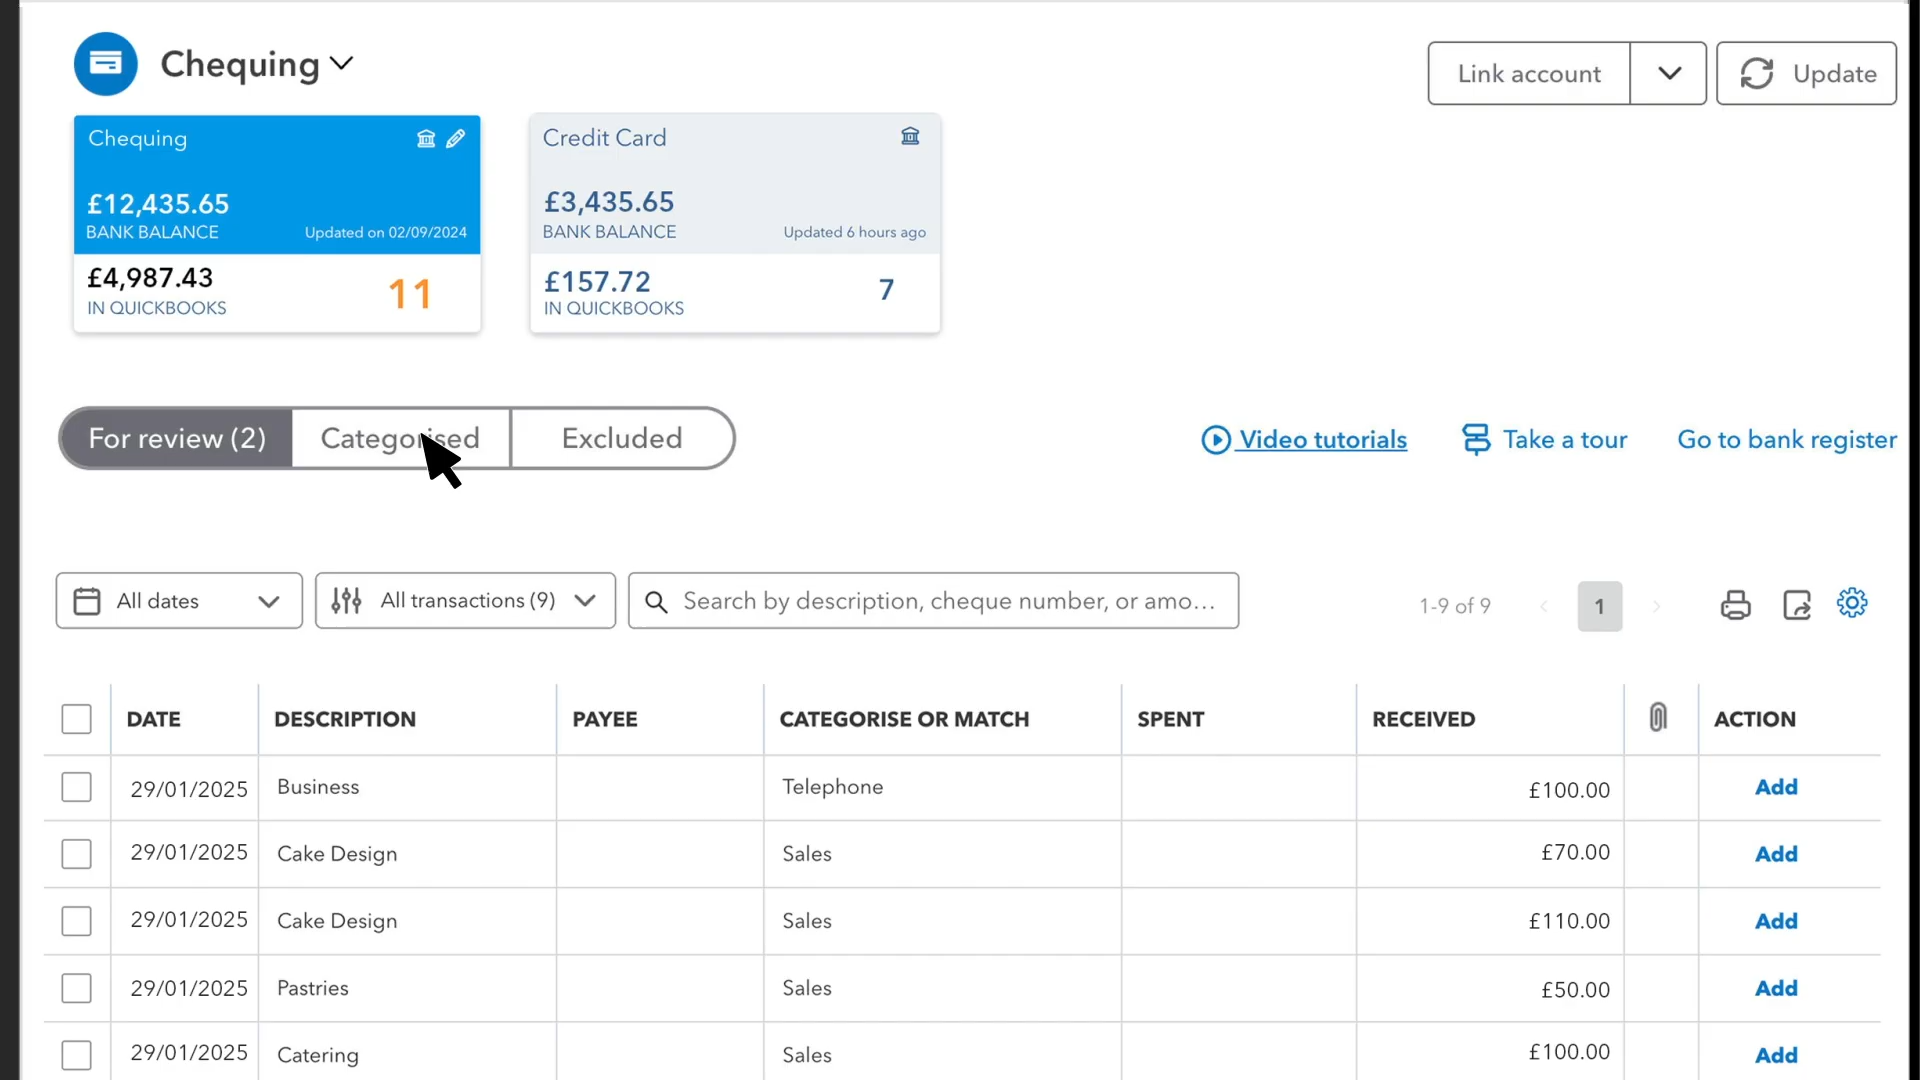 Chequing
Link account
Update
Chequing
£12,435.65
BANK BALANCE
Updated on 02/09/2024
£4,987.43
IN QUICKBOOKS
11
Credit Card
£3,435.65
BANK BALANCE
Updated 6 hours ago
£157.72
IN QUICKBOOKS
7
For review (2)
Categorised
Excluded
Video tutorials
Take a tour
Go to bank register
All dates
All transactions (9)
Search by description, cheque number, or amo...
1-9 of 9
1
DATE DESCRIPTION PAYEE CATEGORISE OR MATCH SPENT RECEIVED ACTION
29/01/2025 Business Telephone £100.00 Add
29/01/2025 Cake Design Sales £70.00 Add
29/01/2025 Cake Design Sales £110.00 Add
29/01/2025 Pastries Sales £50.00 Add
29/01/2025 Catering Sales £100.00 Add